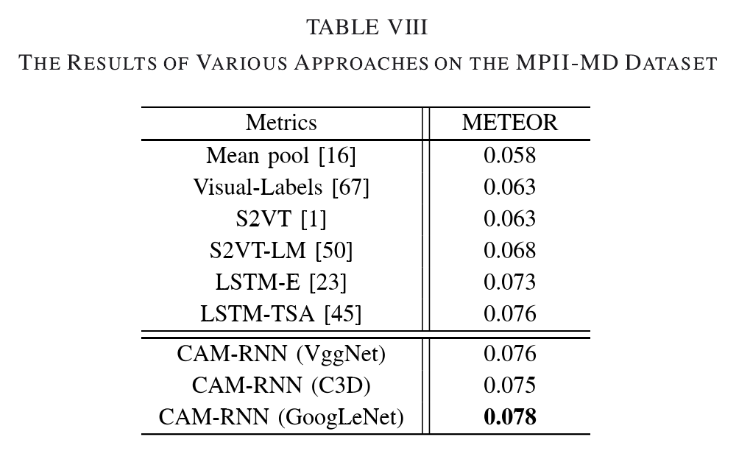 TABLE VIII
THE RESULTS OF VARIOUS APPROACHES ON THE MPII-MD DATASET
Metrics METEOR
Mean pool [16] 0.058
Visual-Labels [67] 0.063
S2VT [1] 0.063
S2VT-LM [50] 0.068
LSTM-E [23] 0.073
LSTM-TSA [45] 0.076
CAM-RNN (VggNet) 0.076
CAM-RNN (C3D) 0.075
CAM-RNN (GoogLeNet) 0.078